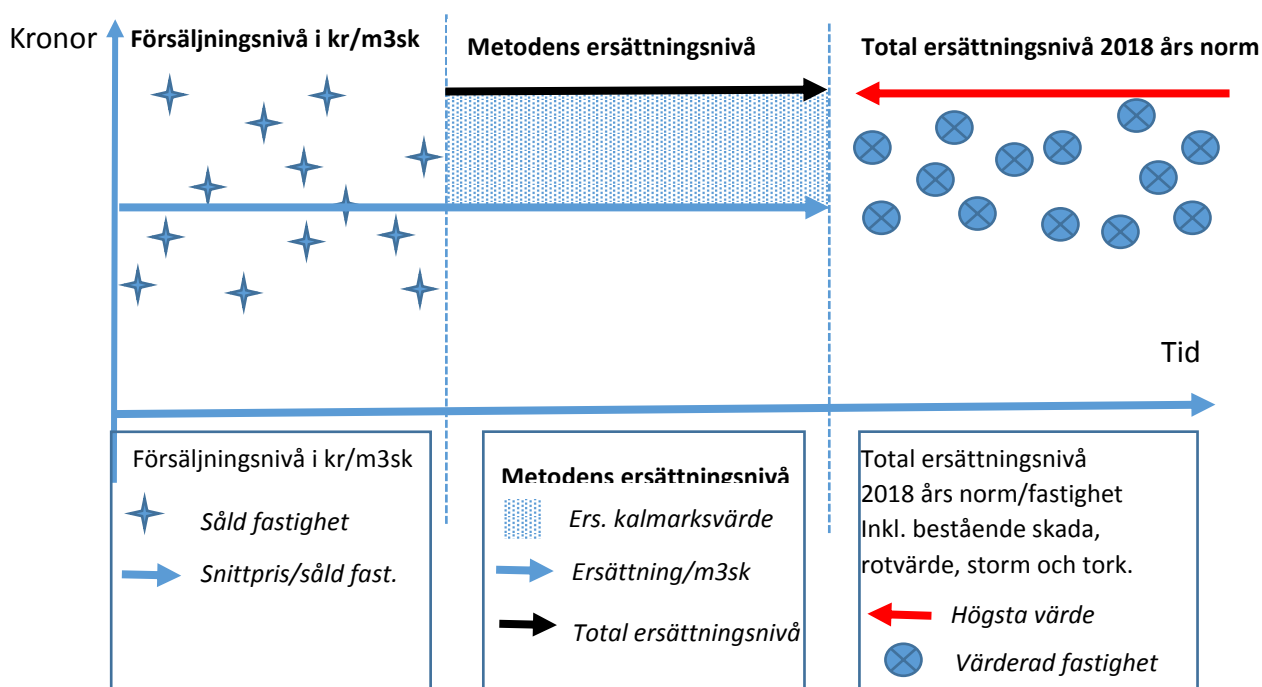 Kronor
Försäljningsnivå i kr/m3sk
Metodens ersättningsnivå
Total ersättningsnivå 2018 års norm
Tid
Försäljningsnivå i kr/m3sk
Såld fastighet
Snittpris/såld fast.
Metodens ersättningsnivå
Ers. kalmarksvärde
Ersättning/m3sk
Total ersättningsnivå
Total ersättningsnivå
2018 års norm/fastighet
Inkl. bestående skada,
rotvärde, storm och tork.
Högsta värde
Värderad fastighet